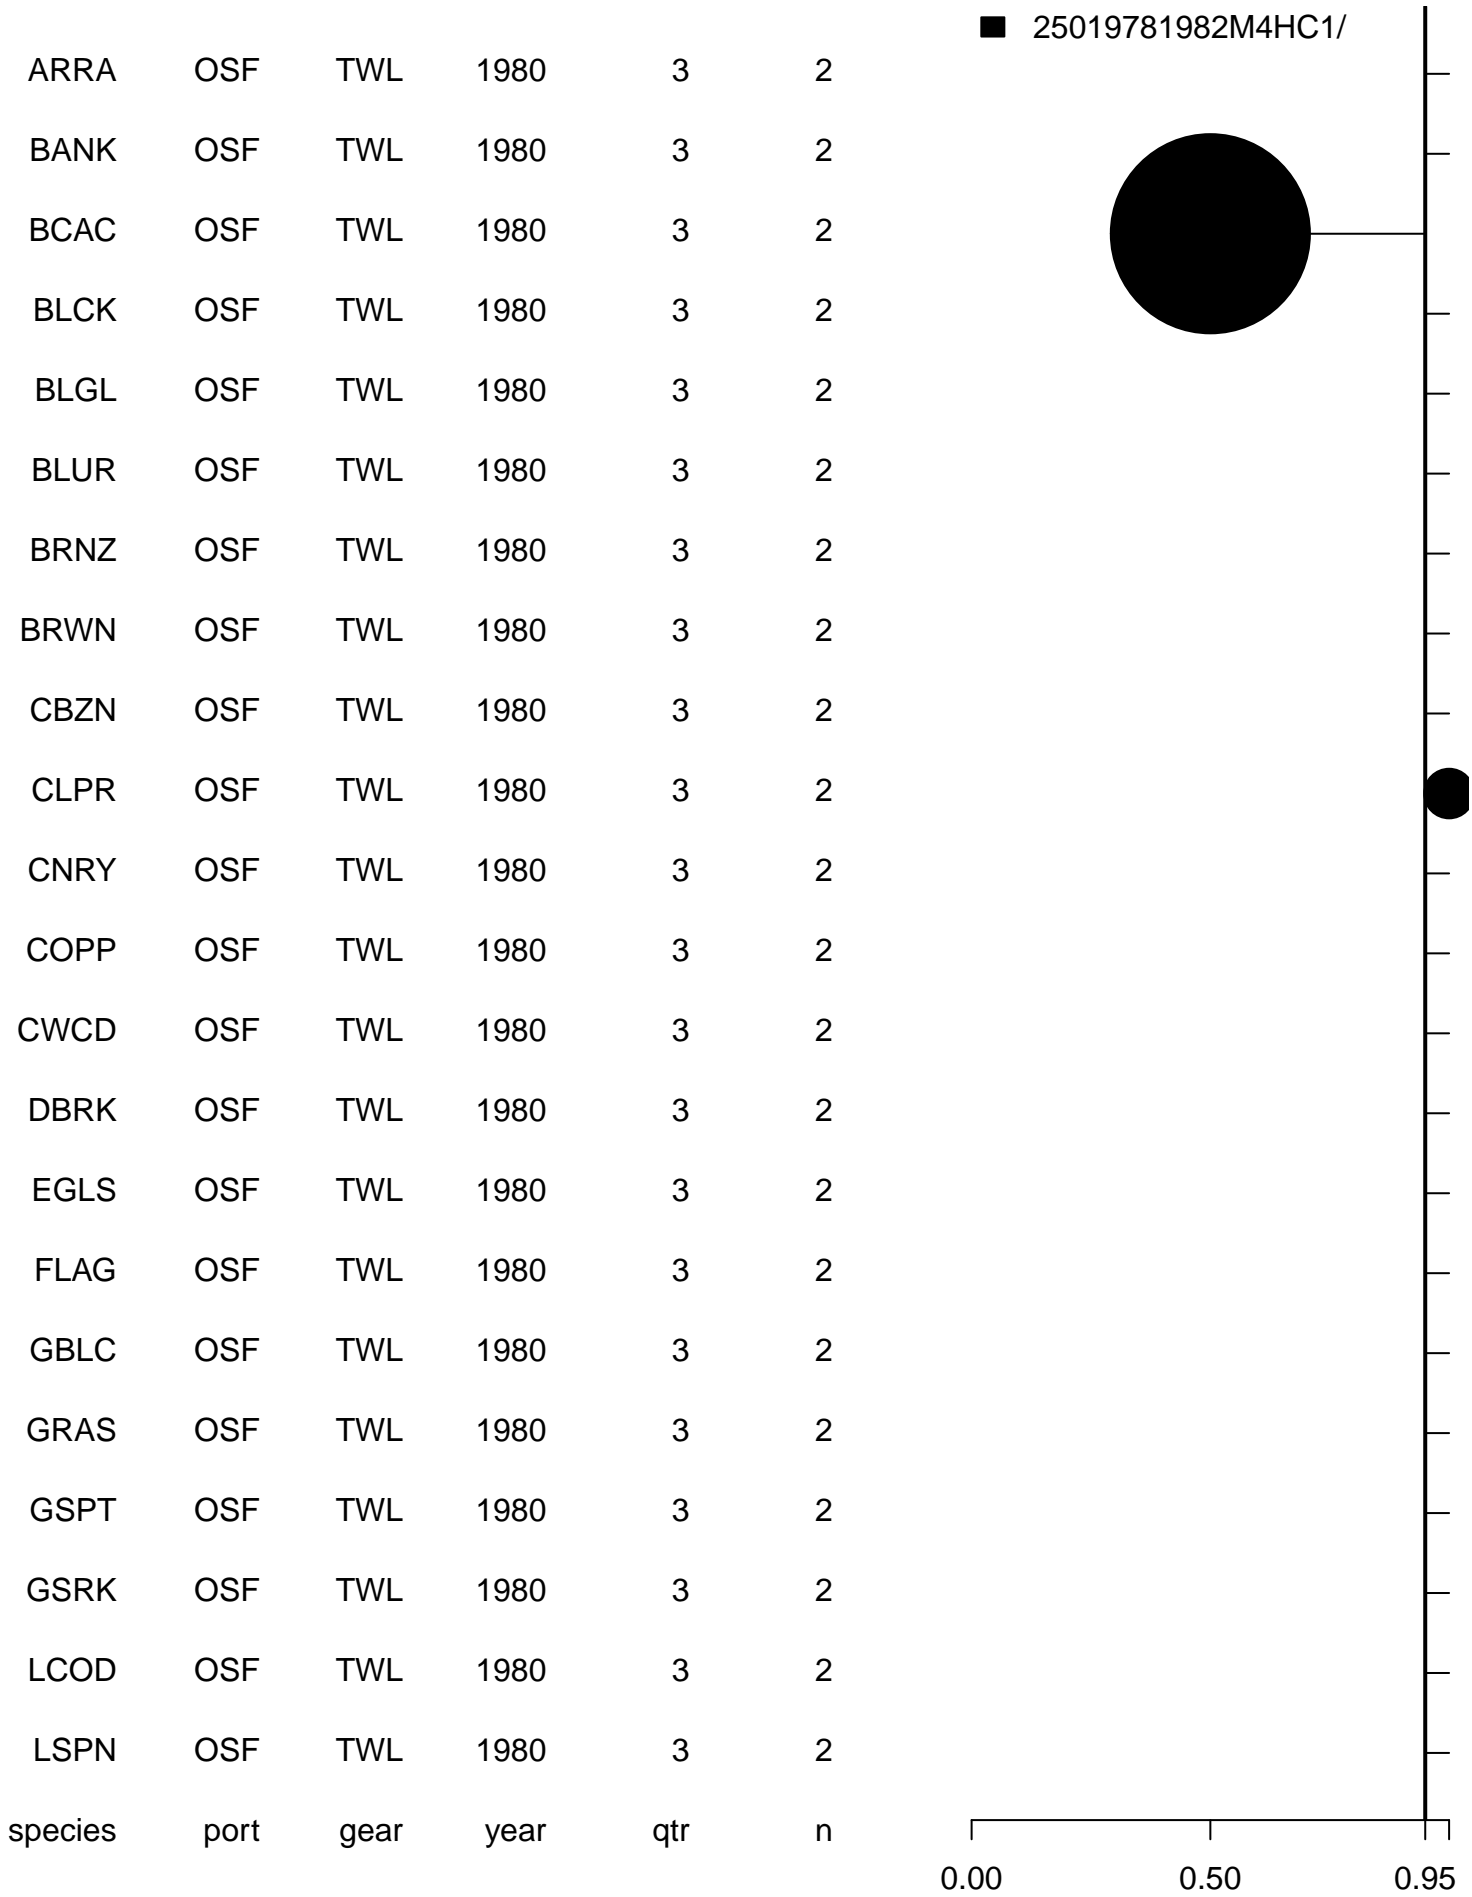 25019781982M4HC1/
ARRA OSF TWL 1980 3 2
BANK OSF TWL 1980 3 2
BCAC OSF TWL 1980 3 2
BLCK OSF TWL 1980 3 2
BLGL OSF TWL 1980 3 2
BLUR OSF TWL 1980 3 2
BRNZ OSF TWL 1980 3 2
BRWN OSF TWL 1980 3 2
CBZN OSF TWL 1980 3 2
CLPR OSF TWL 1980 3 2
CNRY OSF TWL 1980 3 2
COPP OSF TWL 1980 3 2
CWCD OSF TWL 1980 3 2
DBRK OSF TWL 1980 3 2
EGLS OSF TWL 1980 3 2
FLAG OSF TWL 1980 3 2
GBLC OSF TWL 1980 3 2
GRAS OSF TWL 1980 3 2
GSPT OSF TWL 1980 3 2
GSRK OSF TWL 1980 3 2
LCOD OSF TWL 1980 3 2
LSPN OSF TWL 1980 3 2
species port gear year qtr n
0.00 0.50 0.95